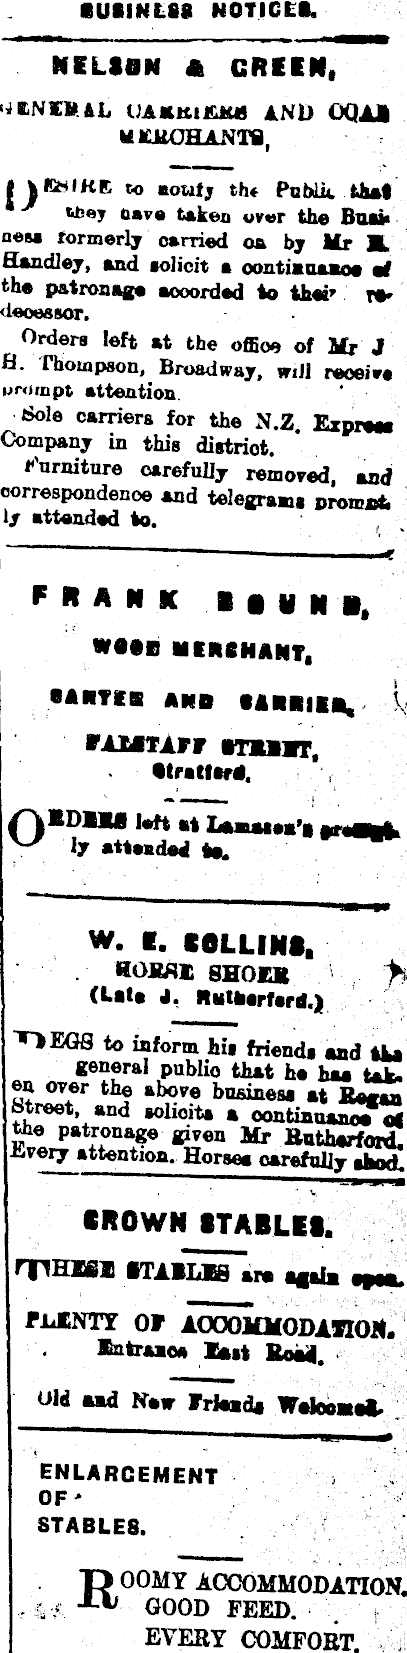 BUSINESS NOTICES.
NELSON & GREEN,
GENERAL CARRIERS AND COAL
MERCHANTS,
DESIRE to notify the Public that
they have taken over the Busi-
ness formerly carried on by Mr
Handley, and solicit a continuance of
the patronage accorded to their re-
decessor.
Orders left at the office of Mr J
H. Thompson, Broadway, will receive
prompt attention.
Sole carriers for the N.Z. Express
Company in this district.
Furniture carefully removed, and
correspondence and telegrams prompt-
ly attended to.
FRANK BOUND,
WOOD MERCHANT,
CARTER AND CARRIER,
FALSTAFF STREET,
Stratford.
ORDERS left at Lamason's prompt-
ly attended to.
W. E. COLLINS,
HORSE SHOER
(Late J. Rutherford.)
BEGS to inform his friends and the
general public that he has tak-
en over the above business at Regan
Street, and solicits a continuance of
the patronage given Mr Rutherford.
Every attention. Horses carefully shod.
CROWN STABLES.
THESE STABLES are again open.
PLENTY OF ACCOMMODATION.
Entrance East Road.
Old and New Friends Welcomed.
ENLARGEMENT
OF
STABLES.
ROOMY ACCOMMODATION.
GOOD FEED.
EVERY COMFORT.